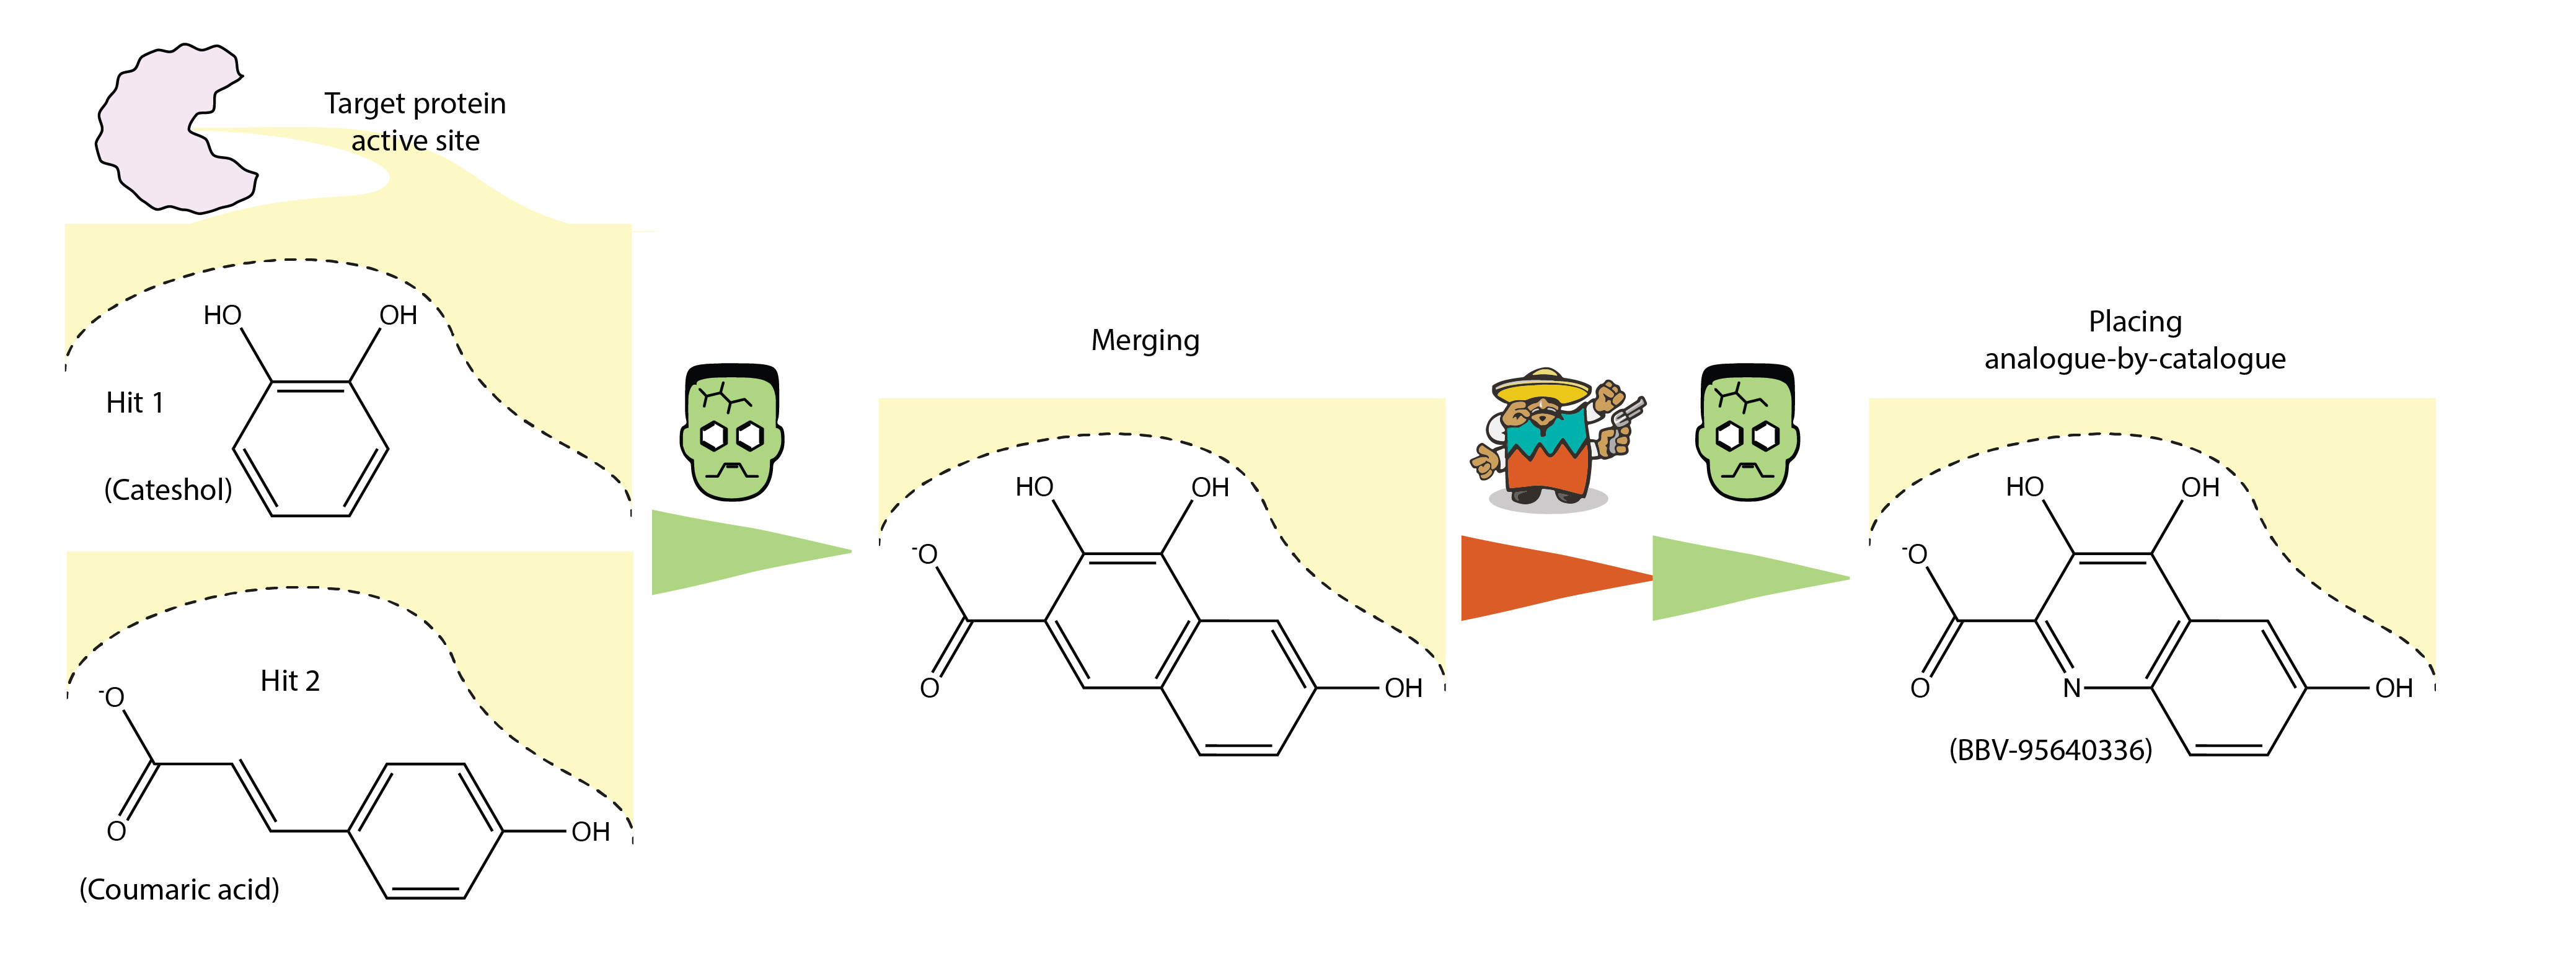 Target protein
active site
HO
OH
Hit 1
(Cateshol)
Hit 2
-O
O
OH
(Coumaric acid)
Merging
HO
OH
-O
O
OH
Placing
analogue-by-catalogue
HO
OH
-O
O
N
OH
(BBV-95640336)